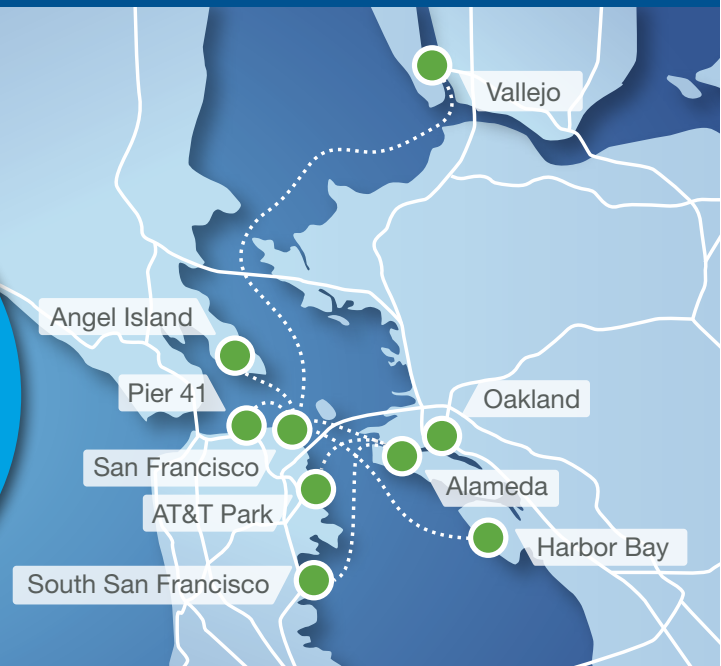 Vallejo
Angel Island
Pier 41
Oakland
San Francisco
Alameda
AT&T Park
Harbor Bay
South San Francisco